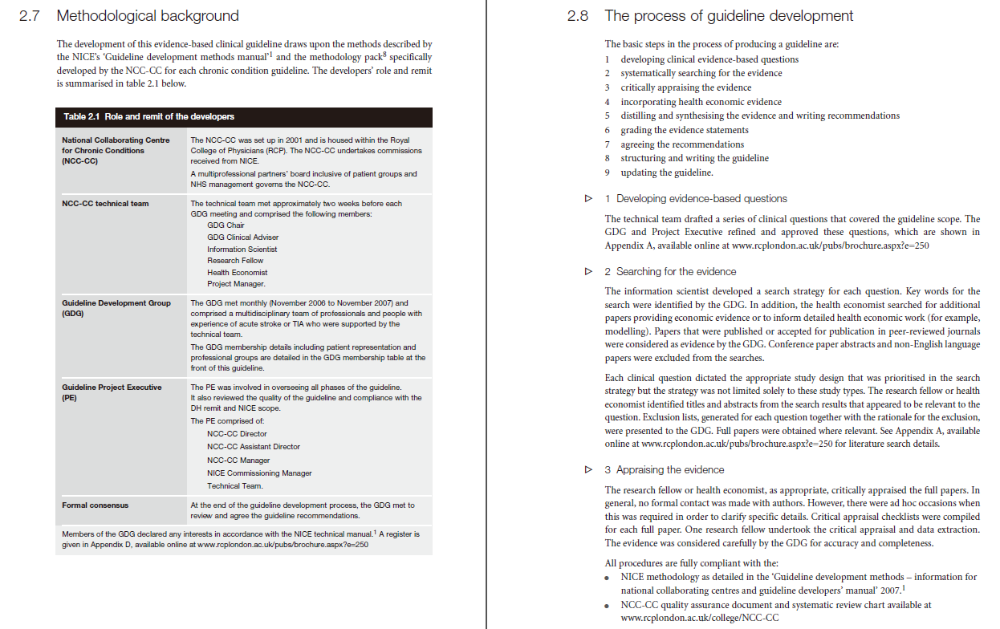 2.7 Methodological background
The development of this evidence-based clinical guideline draws upon the methods described by
the NICE's 'Guideline development methods manual'1 and the methodology pack8 specifically
developed by the NCC-CC for each chronic condition guideline. The developers' role and remit
is summarised in table 2.1 below.
Table 2.1 Role and remit of the developers
National Collaborating Centre
for Chronic Conditions
(NCC-CC)
The NCC-CC was set up in 2001 and is housed within the Royal
College of Physicians (RCP). The NCC-CC undertakes commissions
received from NICE.
A multiprofessional partners' board inclusive of patient groups and
NHS management governs the NCC-CC.
NCC-CC technical team
The technical team met approximately two weeks before each
GDG meeting and comprised the following members:
GDG Chair
GDG Clinical Adviser
Information Scientist
Research Fellow
Health Economist
Project Manager.
Guideline Development Group
(GDG)
The GDG met monthly (November 2006 to November 2007) and
comprised a multidisciplinary team of professionals and people with
experience of acute stroke or TIA who were supported by the
technical team.
The GDG membership details including patient representation and
professional groups are detailed in the GDG membership table at the
front of this guideline.
Guideline Project Executive
(PE)
The PE was involved in overseeing all phases of the guideline.
It also reviewed the quality of the guideline and compliance with the
DH remit and NICE scope.
The PE comprised of:
NCC-CC Director
NCC-CC Assistant Director
NCC-CC Manager
NICE Commissioning Manager
Technical Team.
Formal consensus
At the end of the guideline development process, the GDG met to
review and agree the guideline recommendations.
Members of the GDG declared any interests in accordance with the NICE technical manual.1 A register is
given in Appendix D, available online at www.rcplondon.ac.uk/pubs/brochure.aspx?e=250
2.8 The process of guideline development
The basic steps in the process of producing a guideline are:
1 developing clinical evidence-based questions
2 systematically searching for the evidence
3 critically appraising the evidence
4 incorporating health economic evidence
5 distilling and synthesising the evidence and writing recommendations
6 grading the evidence statements
7 agreeing the recommendations
8 structuring and writing the guideline
9 updating the guideline.
▷ 1 Developing evidence-based questions
The technical team drafted a series of clinical questions that covered the guideline scope. The
GDG and Project Executive refined and approved these questions, which are shown in
Appendix A, available online at www.rcplondon.ac.uk/pubs/brochure.aspx?e=250
▷ 2 Searching for the evidence
The information scientist developed a search strategy for each question. Key words for the
search were identified by the GDG. In addition, the health economist searched for additional
papers providing economic evidence or to inform detailed health economic work (for example,
modelling). Papers that were published or accepted for publication in peer-reviewed journals
were considered as evidence by the GDG. Conference paper abstracts and non-English language
papers were excluded from the searches.
Each clinical question dictated the appropriate study design that was prioritised in the search
strategy but the strategy was not limited solely to these study types. The research fellow or health
economist identified titles and abstracts from the search results that appeared to be relevant to the
question. Exclusion lists, generated for each question together with the rationale for the exclusion,
were presented to the GDG. Full papers were obtained where relevant. See Appendix A, available
online at www.rcplondon.ac.uk/pubs/brochure.aspx?e=250 for literature search details.
▷ 3 Appraising the evidence
The research fellow or health economist, as appropriate, critically appraised the full papers. In
general, no formal contact was made with authors. However, there were ad hoc occasions when
this was required in order to clarify specific details. Critical appraisal checklists were compiled
for each full paper. One research fellow undertook the critical appraisal and data extraction.
The evidence was considered carefully by the GDG for accuracy and completeness.
All procedures are fully compliant with the:
● NICE methodology as detailed in the 'Guideline development methods – information for
national collaborating centres and guideline developers' manual' 2007.1
● NCC-CC quality assurance document and systematic review chart available at
www.rcplondon.ac.uk/college/NCC-CC